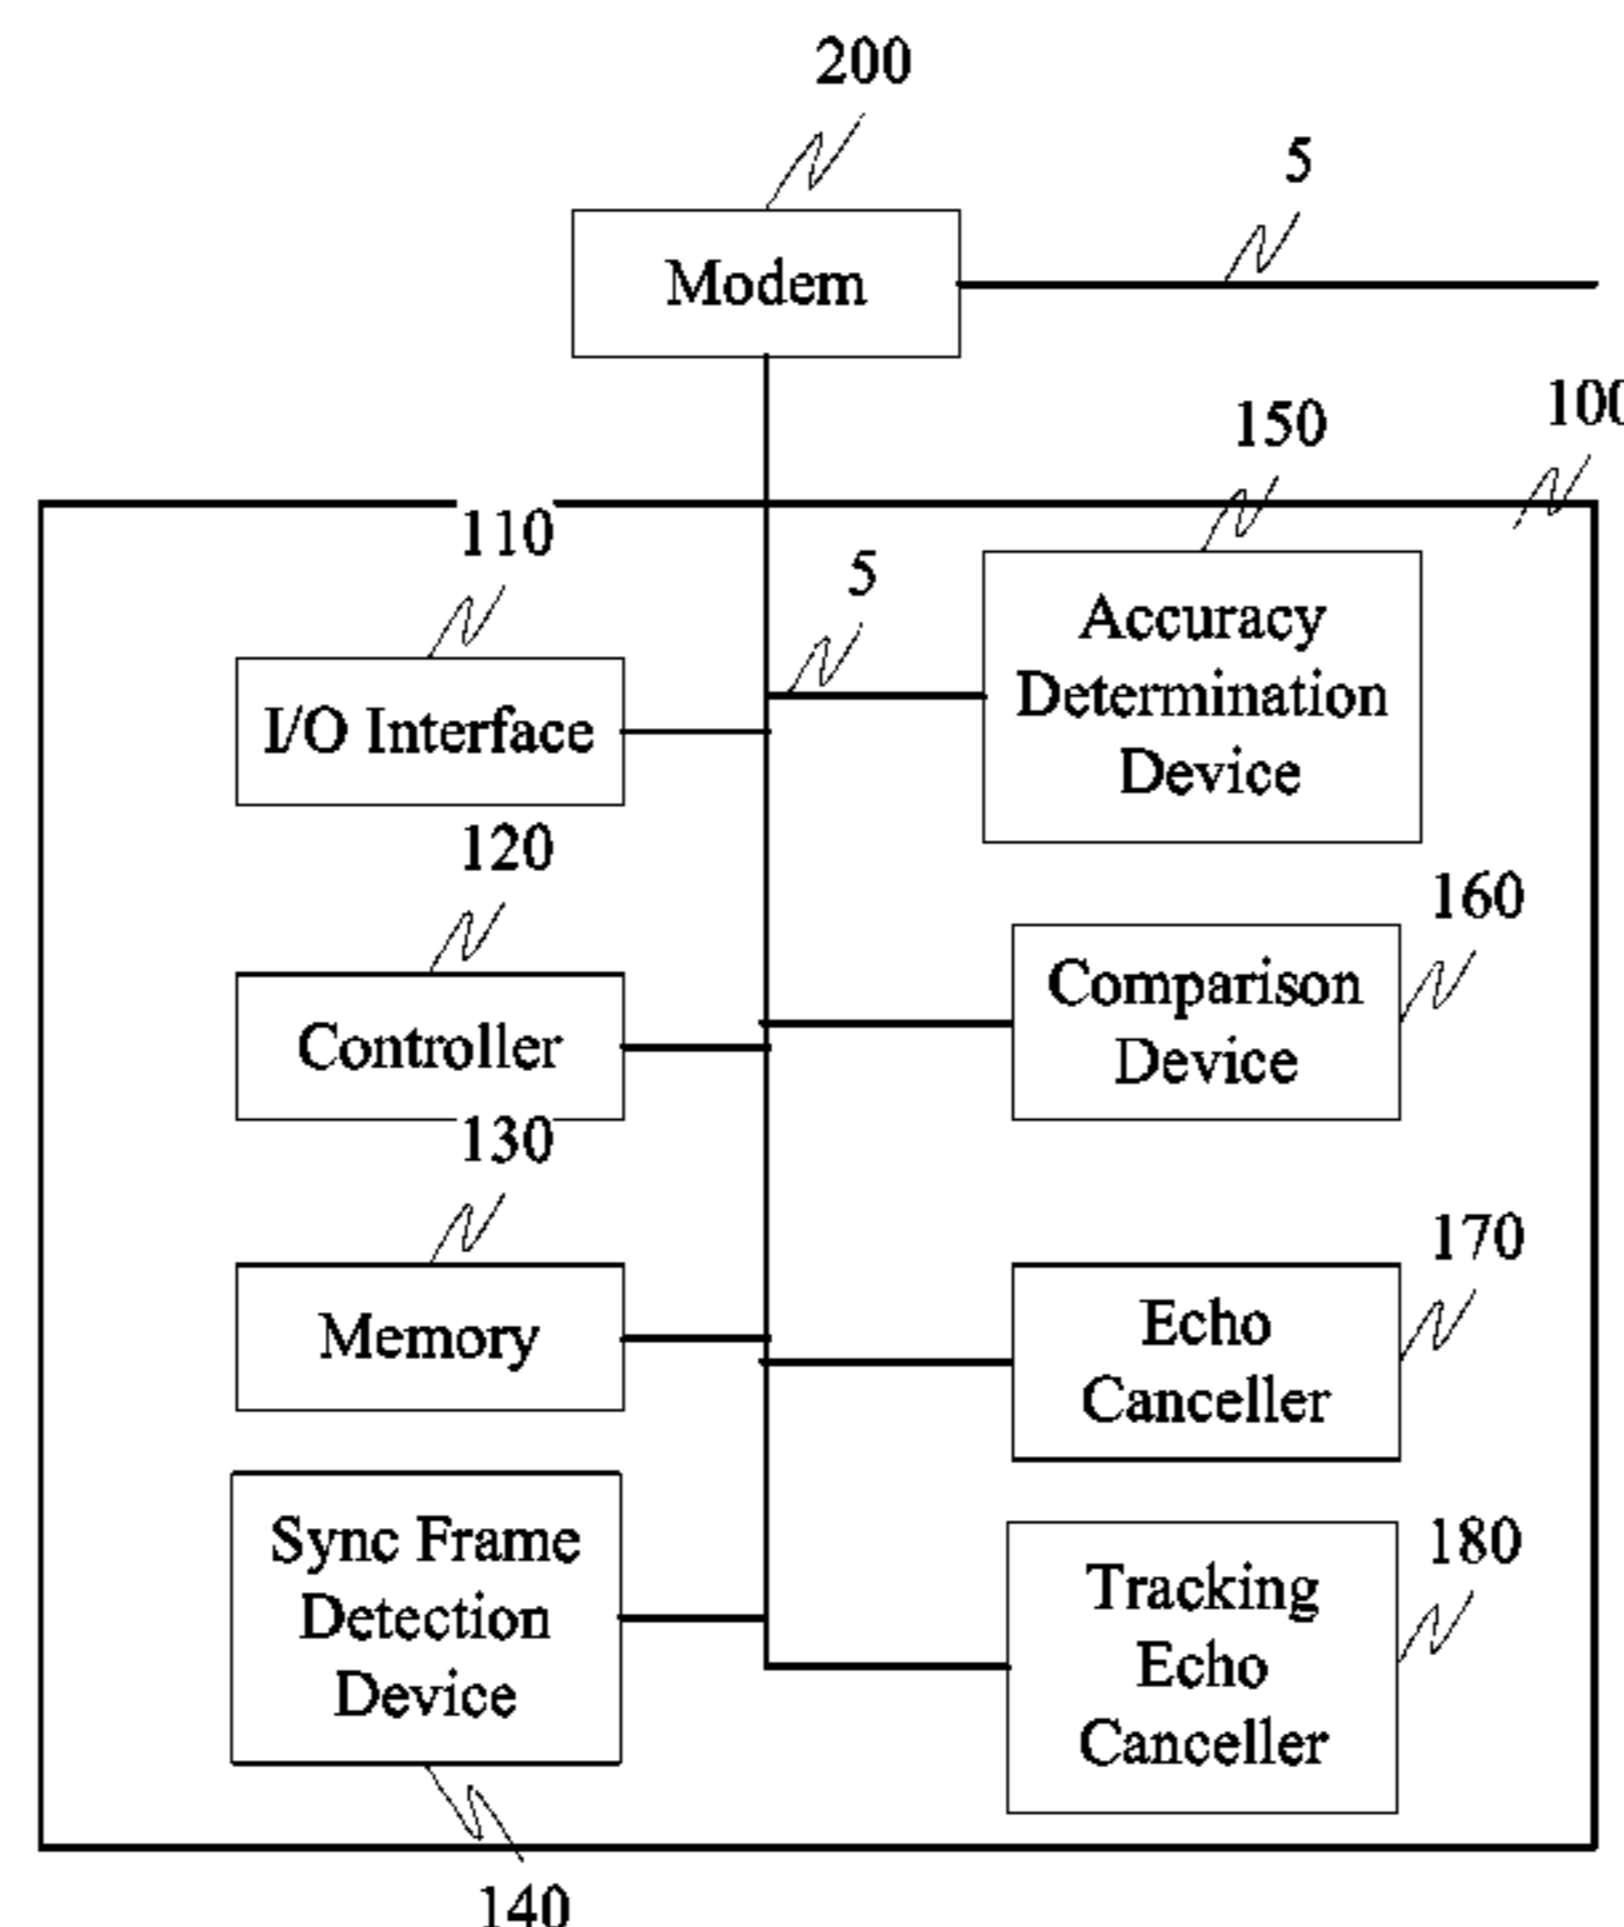 200
5
Modem
100
150
110
5
Accuracy
Determination
Device
I/O Interface
120
160
Comparison
Device
Controller
130
170
Echo
Canceller
Memory
180
Sync Frame
Detection
Device
Tracking
Echo
Canceller
140